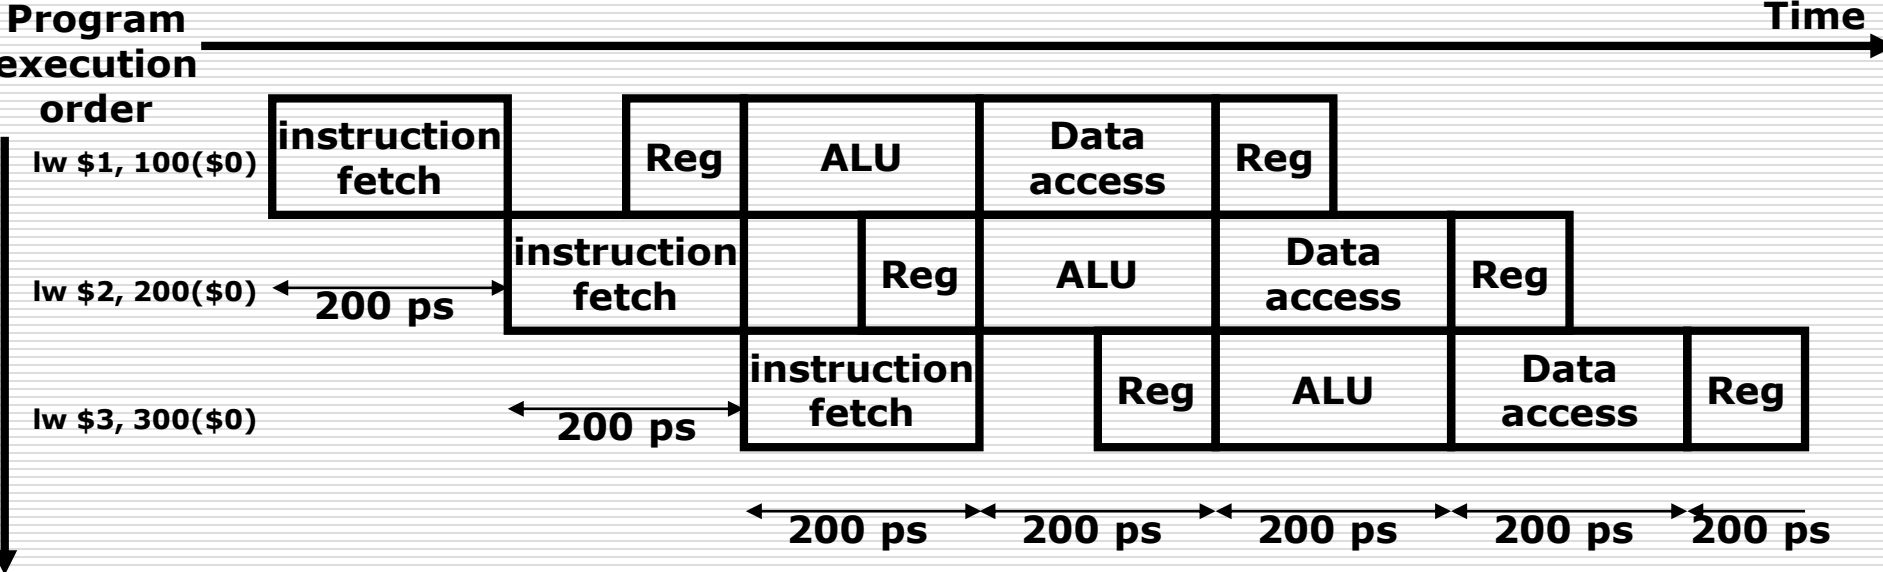 Program
execution
order
Time
lw $1, 100($0)
instruction
fetch
Reg
ALU
Data
access
Reg
lw $2, 200($0)
200 ps
instruction
fetch
Reg
ALU
Data
access
Reg
lw $3, 300($0)
200 ps
instruction
fetch
Reg
ALU
Data
access
Reg
200 ps
200 ps
200 ps
200 ps
200 ps